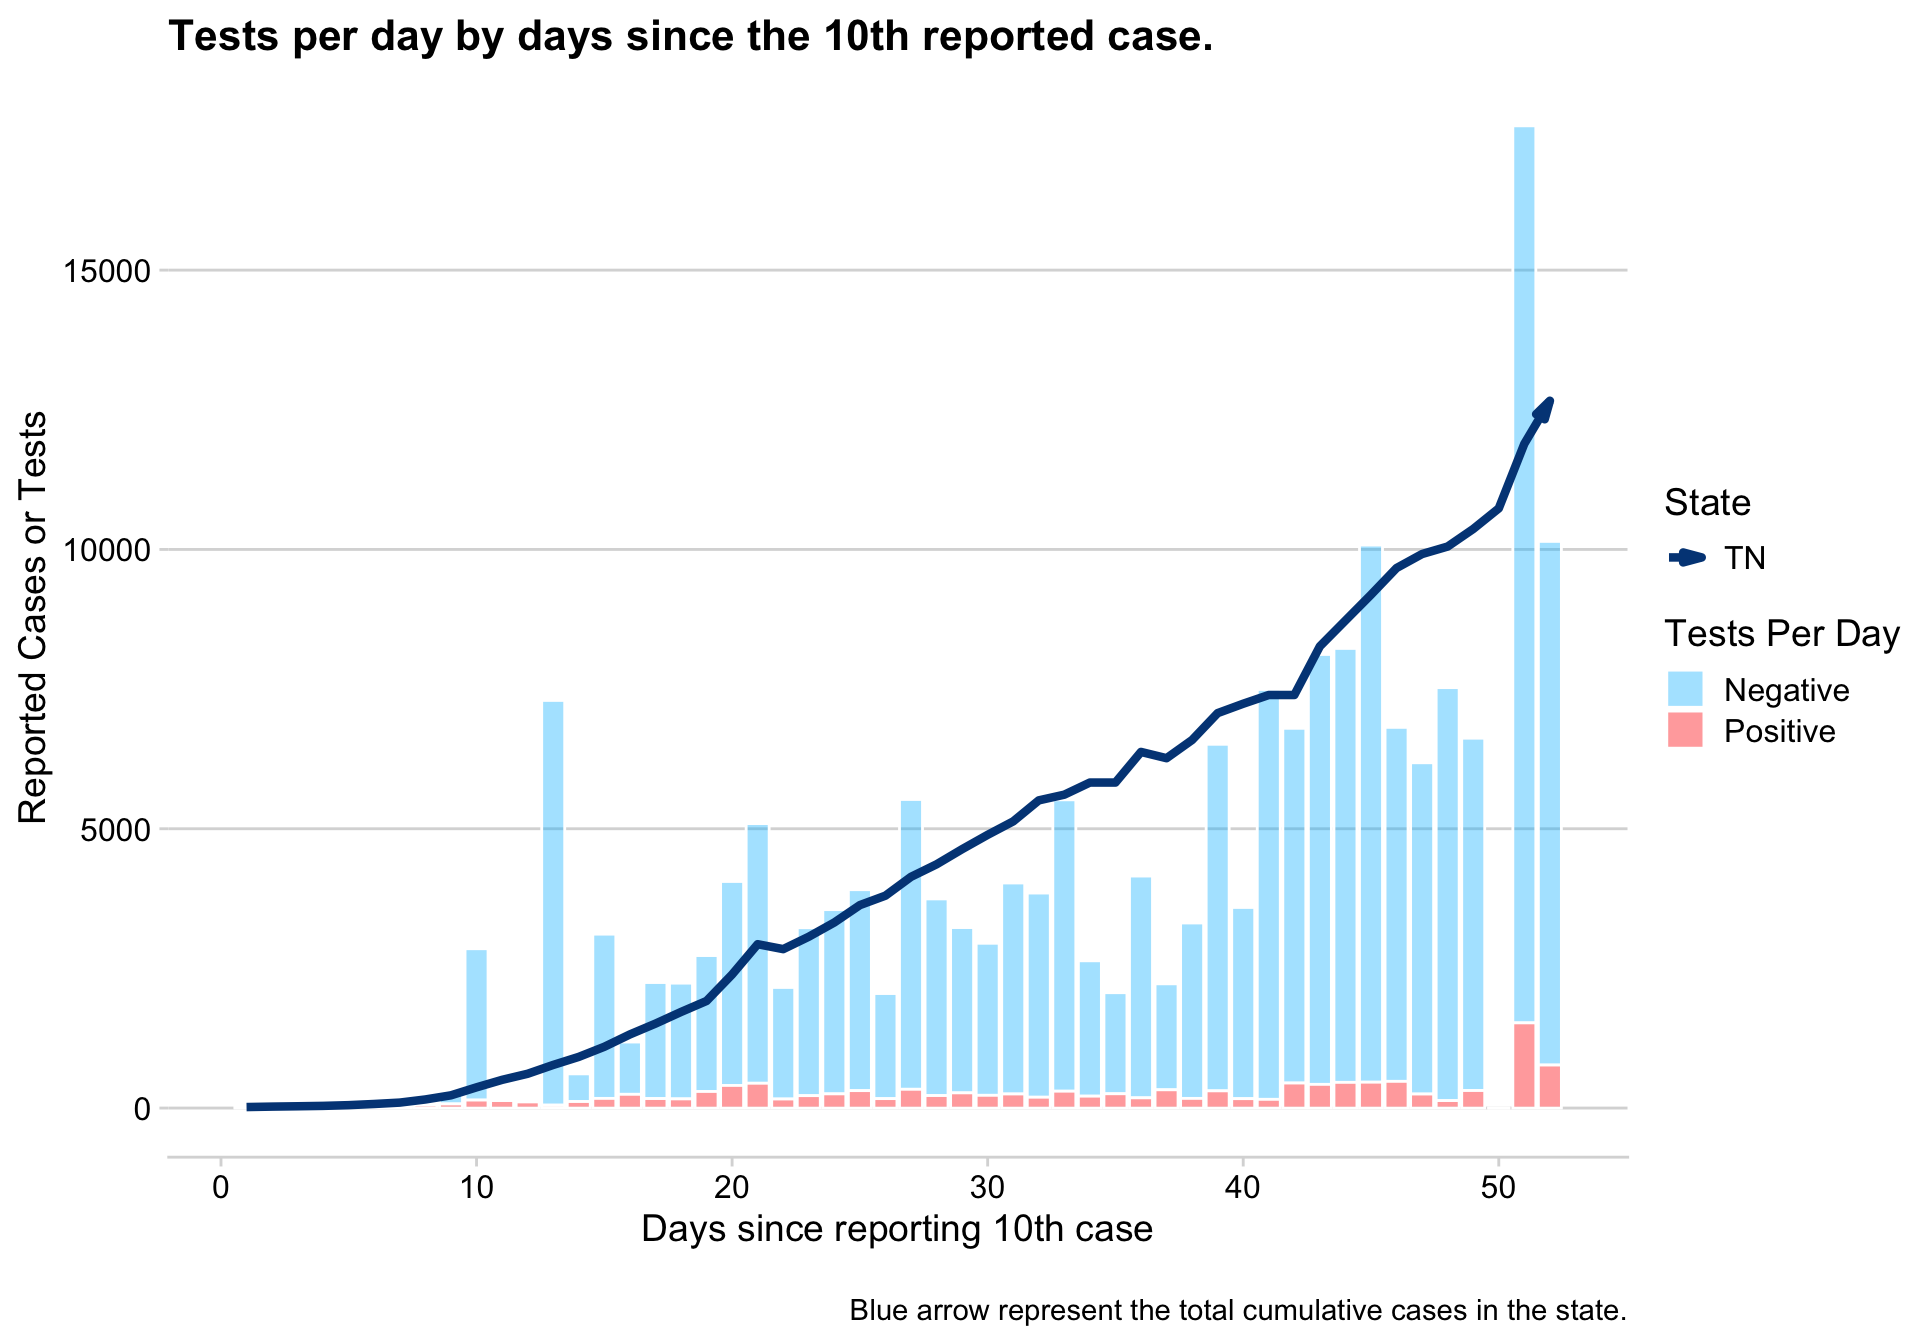 Tests per day by days since the 10th reported case.
Reported Cases or Tests
15000
10000
5000
0
0 10 20 30 40 50
Days since reporting 10th case
State
TN
Tests Per Day
Negative
Positive
Blue arrow represent the total cumulative cases in the state.